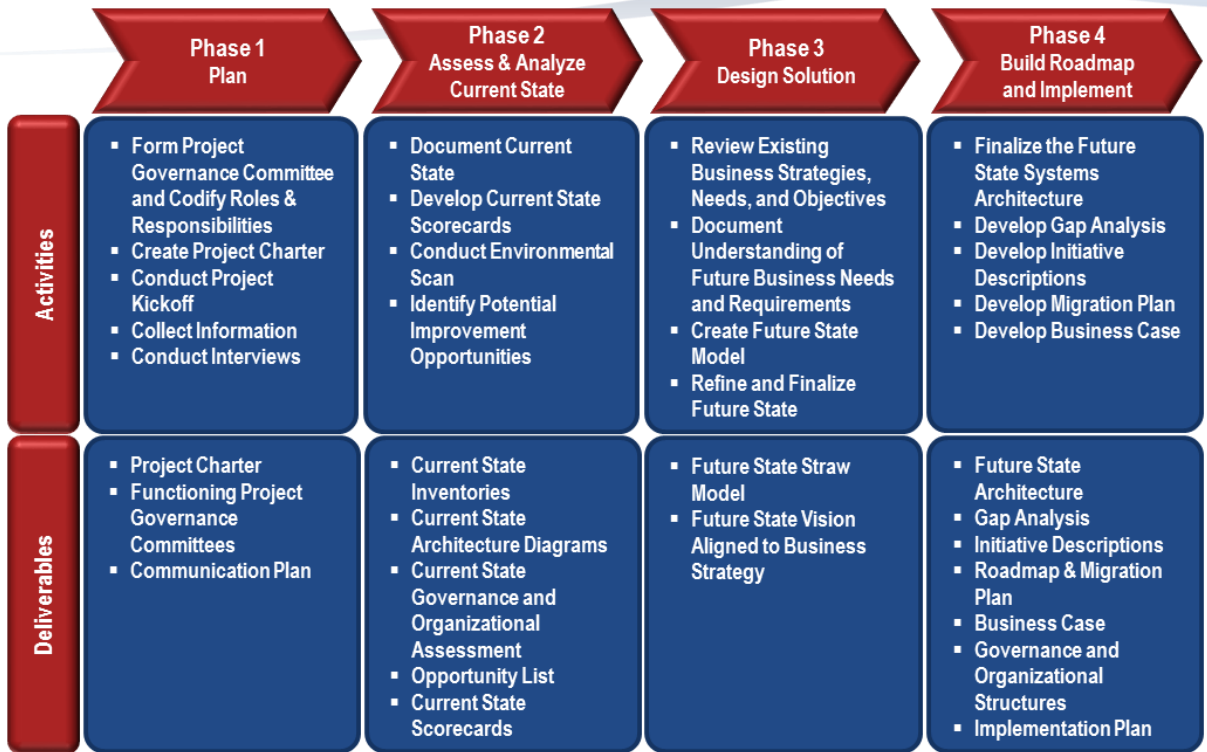 Phase 1
Plan
Phase 2
Assess & Analyze
Current State
Phase 3
Design Solution
Phase 4
Build Roadmap
and Implement
Activities
▪ Form Project
Governance Committee
and Codify Roles &
Responsibilities
▪ Create Project Charter
▪ Conduct Project
Kickoff
▪ Collect Information
▪ Conduct Interviews
▪ Document Current
State
▪ Develop Current State
Scorecards
▪ Conduct Environmental
Scan
▪ Identify Potential
Improvement
Opportunities
▪ Review Existing
Business Strategies,
Needs, and Objectives
▪ Document
Understanding of
Future Business Needs
and Requirements
▪ Create Future State
Model
▪ Refine and Finalize
Future State
▪ Finalize the Future
State Systems
Architecture
▪ Develop Gap Analysis
▪ Develop Initiative
Descriptions
▪ Develop Migration Plan
▪ Develop Business Case
Deliverables
▪ Project Charter
▪ Functioning Project
Governance
Committees
▪ Communication Plan
▪ Current State
Inventories
▪ Current State
Architecture Diagrams
▪ Current State
Governance and
Organizational
Assessment
▪ Opportunity List
▪ Current State
Scorecards
▪ Future State Straw
Model
▪ Future State Vision
Aligned to Business
Strategy
▪ Future State
Architecture
▪ Gap Analysis
▪ Initiative Descriptions
▪ Roadmap & Migration
Plan
▪ Business Case
▪ Governance and
Organizational
Structures
▪ Implementation Plan